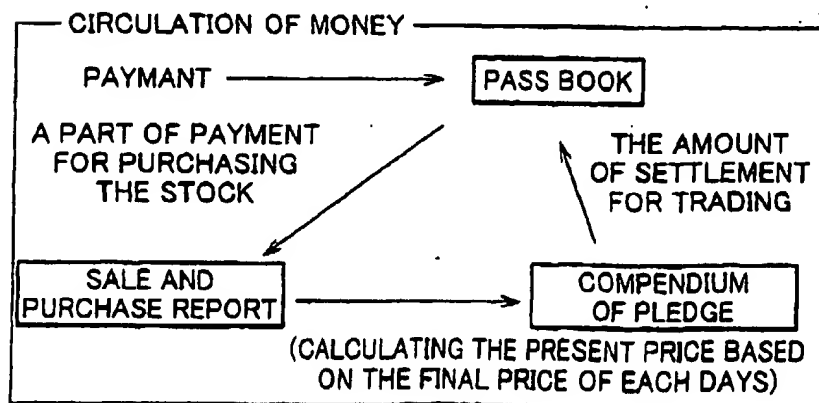 CIRCULATION OF MONEY
PAYMANT
PASS BOOK
A PART OF PAYMENT
FOR PURCHASING
THE STOCK
THE AMOUNT
OF SETTLEMENT
FOR TRADING
SALE AND
PURCHASE REPORT
COMPENDIUM
OF PLEDGE
(CALCULATING THE PRESENT PRICE BASED
ON THE FINAL PRICE OF EACH DAYS)